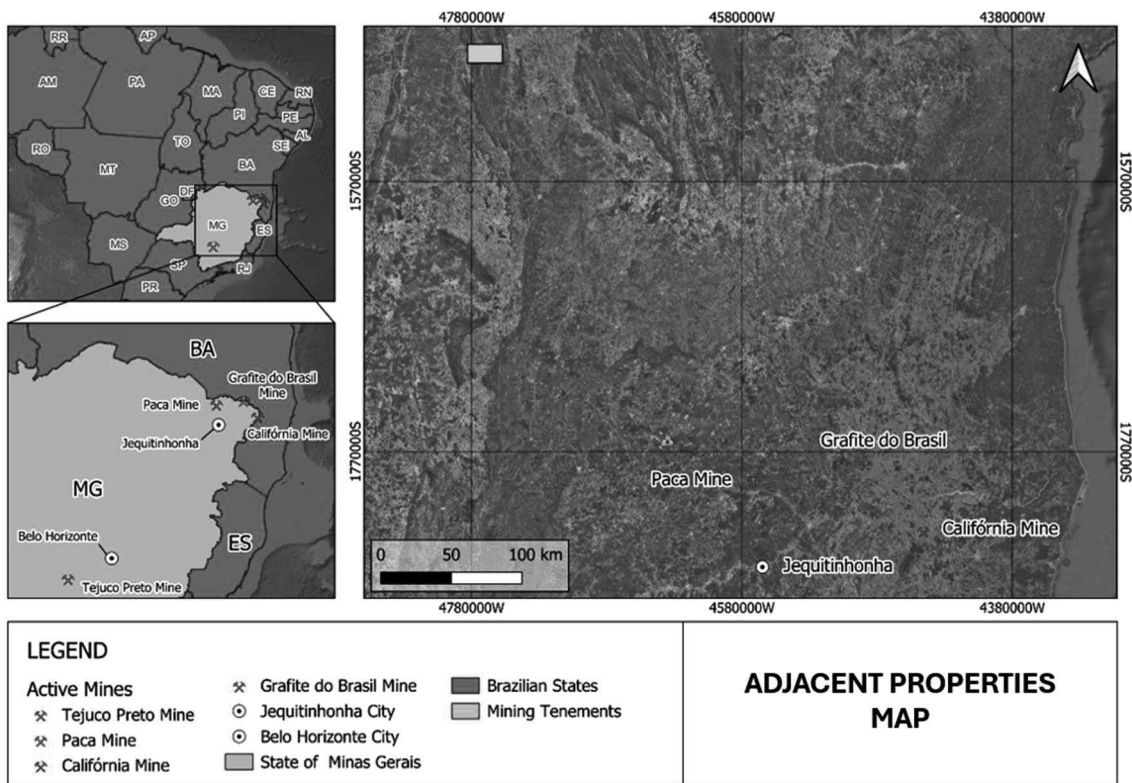 RR
AP
AM
PA
MA
CE
RN
PI
PE
AL
SE
TO
RO
BA
MT
DF
GO
MG
ES
MS
SP
RJ
PR
BA
Grafite do Brasil
Mine
Paca Mine
Jequitinhonha
Califórnia Mine
MG
Belo Horizonte
ES
Tejuco Preto Mine
4780000W
4580000W
4380000W
1570000S
1570000S
Grafite do Brasil
1770000S
1770000S
Paca Mine
Califórnia Mine
0 50 100 km
Jequitinhonha
4780000W
4580000W
4380000W
LEGEND
Active Mines
Tejuco Preto Mine
Paca Mine
Califórnia Mine
Grafite do Brasil Mine
Jequitinhonha City
Belo Horizonte City
State of Minas Gerais
Brazilian States
Mining Tenements
ADJACENT PROPERTIES
MAP